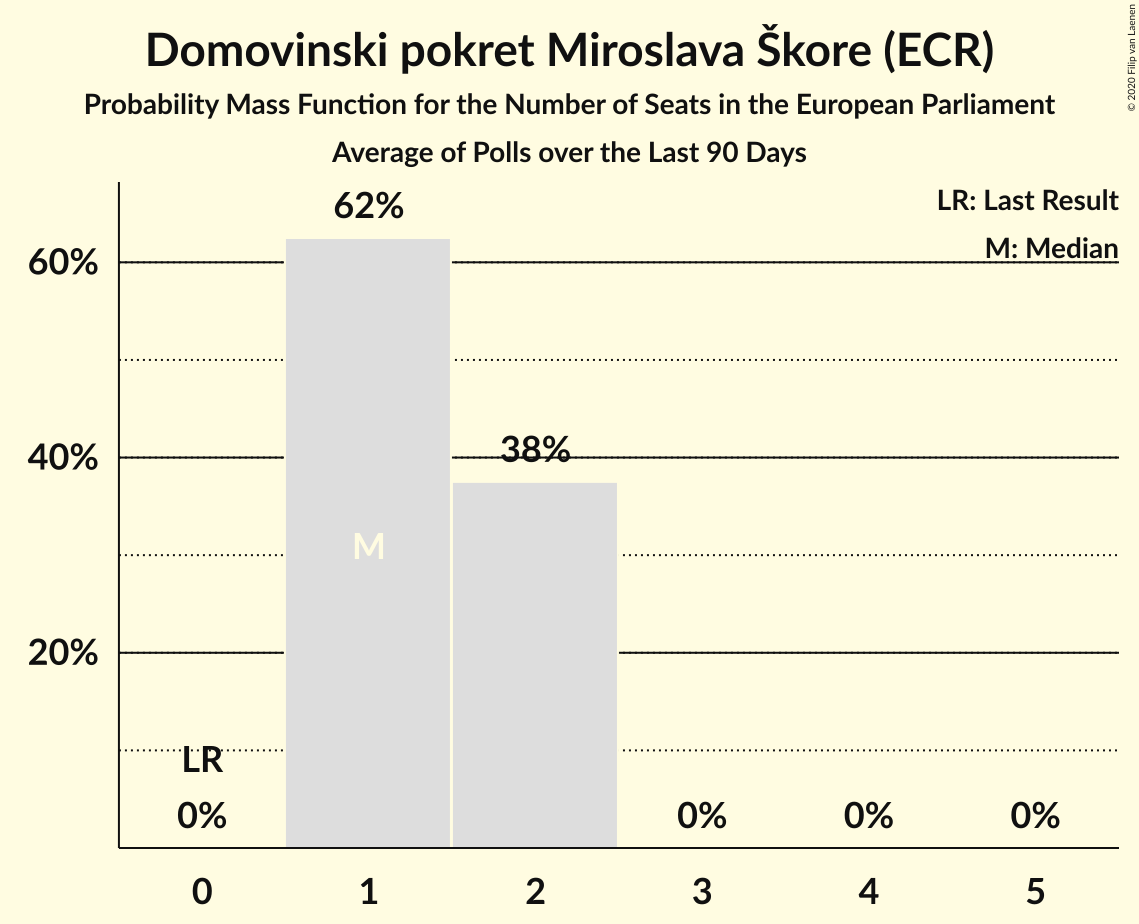 Domovinski pokret Miroslava Škore (ECR)
Probability Mass Function for the Number of Seats in the European Parliament
Average of Polls over the Last 90 Days
© 2020 Filip van Laenen
LR: Last Result
M: Median
62%
60%
38%
40%
M
20%
LR
0%
0%
0%
0%
0
1
2
3
4
5